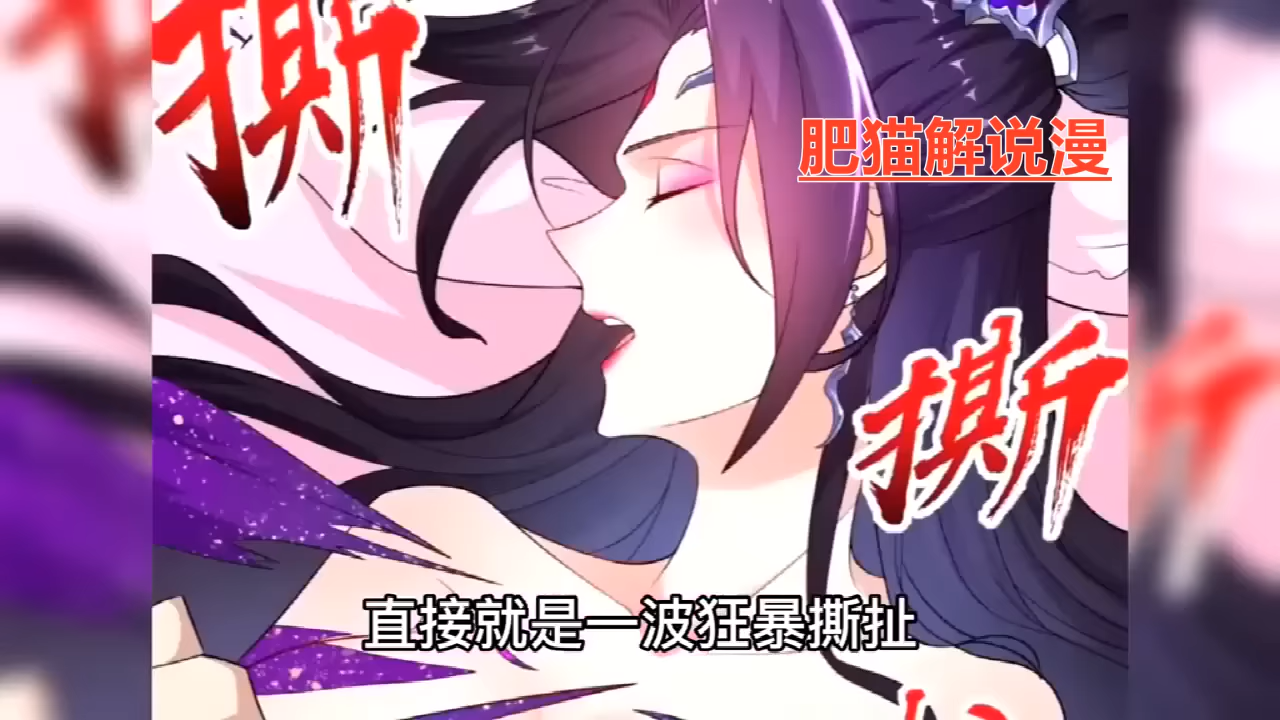 撕
肥猫解说漫
撕
直接就是一波狂暴撕扯